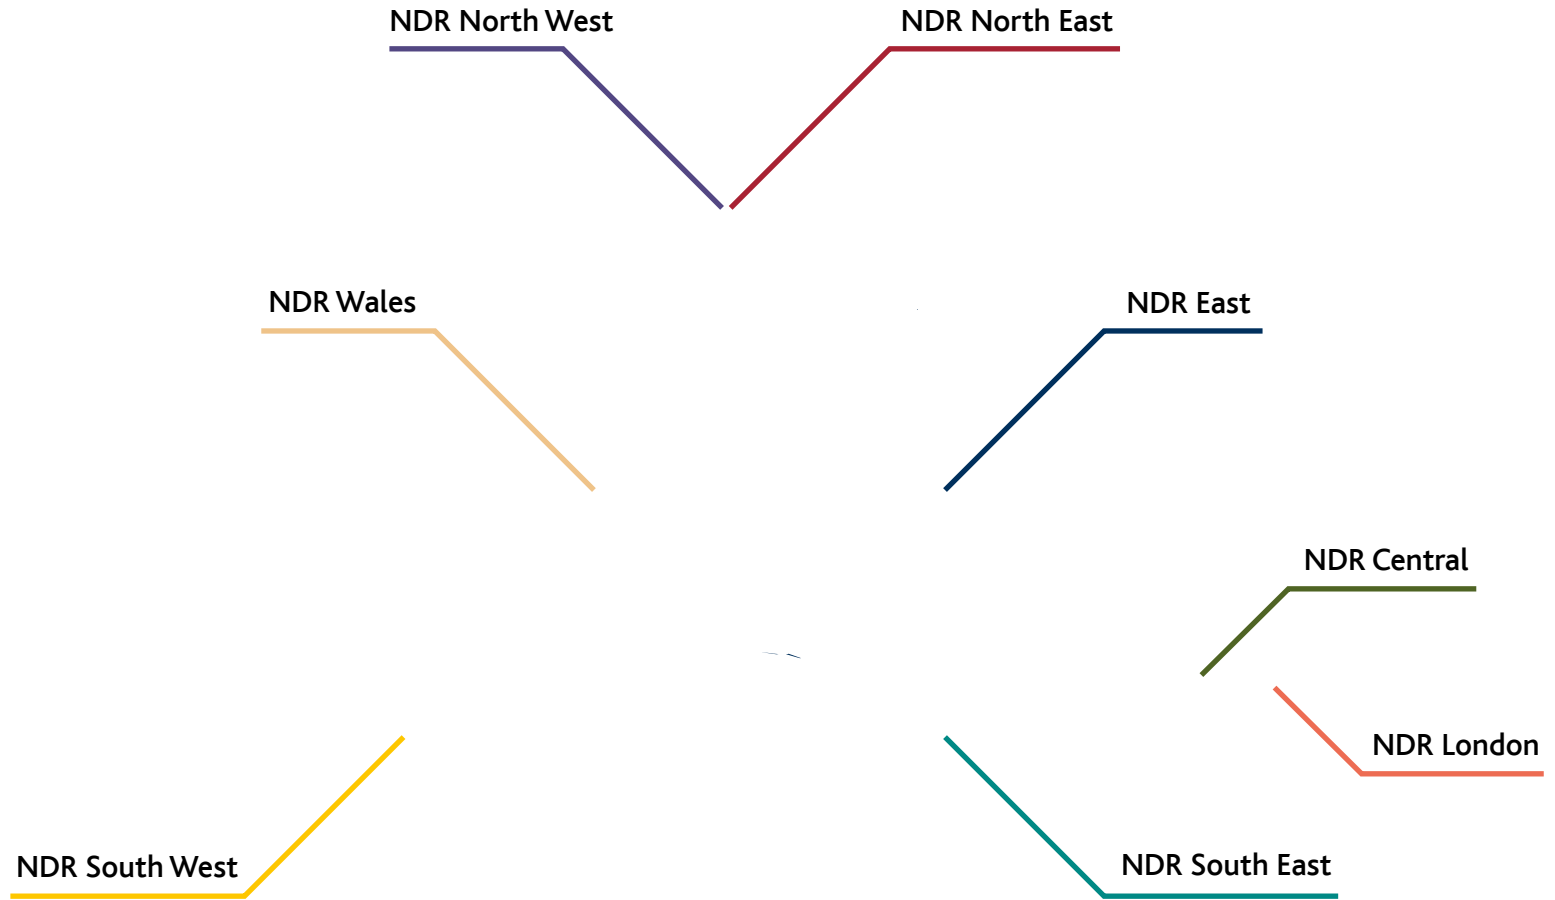 NDR North West
NDR North East
NDR Wales
NDR East
NDR Central
NDR London
NDR South West
NDR South East